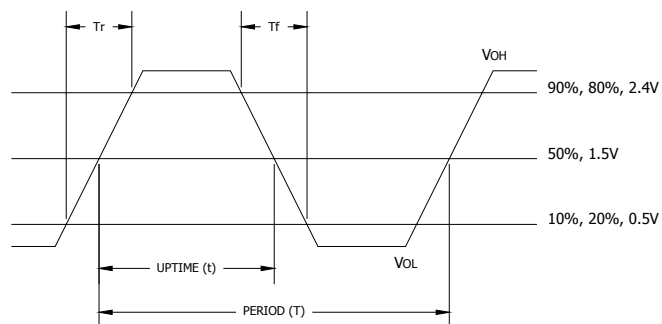 Tr
Tf
VOH
90%, 80%, 2.4V
50%, 1.5V
10%, 20%, 0.5V
VOL
UPTIME (t)
PERIOD (T)